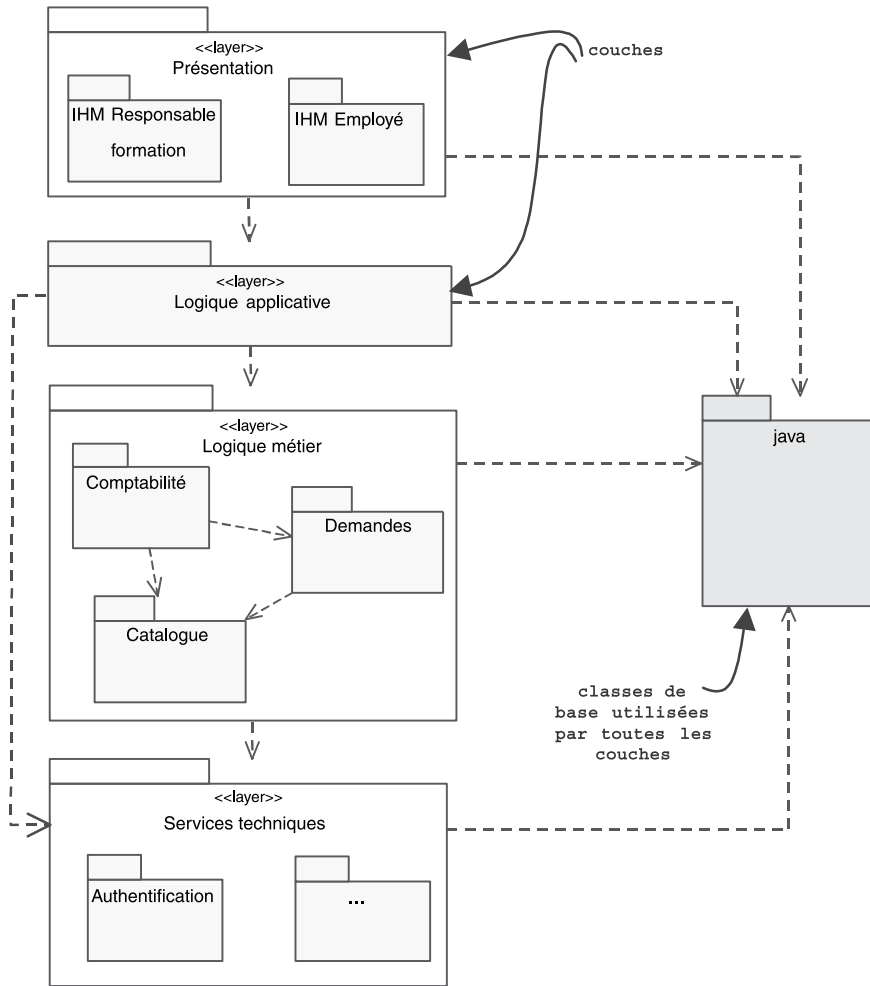 <<layer>>
Présentation
couches
IHM Responsable
formation
IHM Employé
<<layer>>
Logique applicative
<<layer>>
Logique métier
java
Comptabilité
Demandes
Catalogue
classes de
base utilisées
par toutes les
couches
<<layer>>
Services techniques
Authentification
...